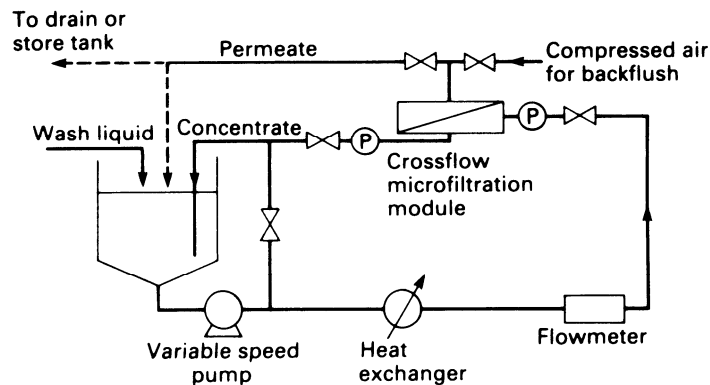 To drain or
store tank
Permeate
Compressed air
for backflush
Wash liquid
Concentrate
P
P
Crossflow
microfiltration
module
Variable speed
pump
Heat
exchanger
Flowmeter